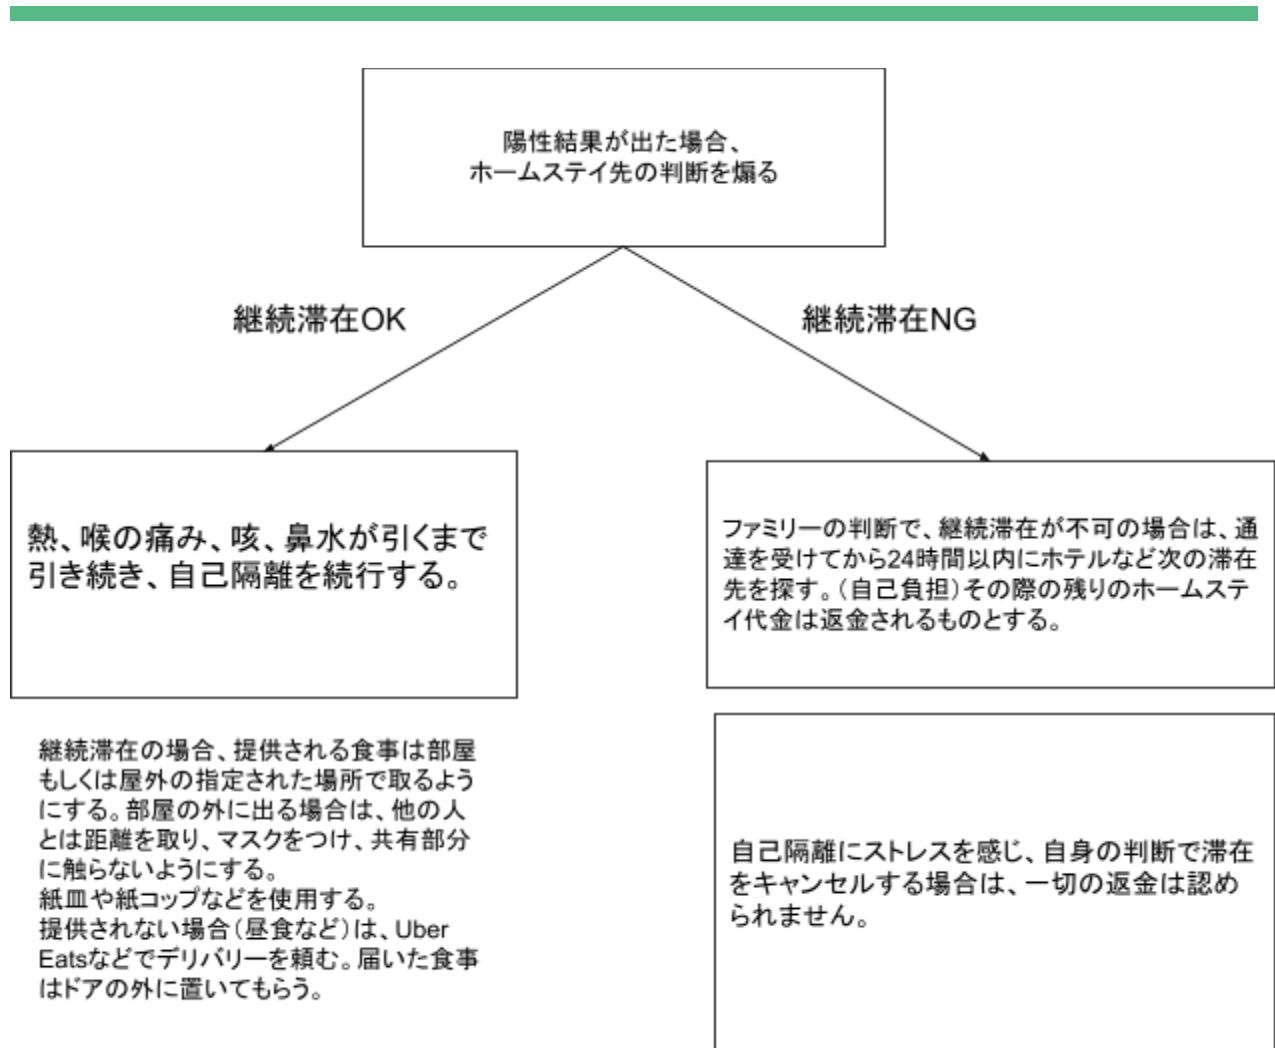 陽性結果が出た場合、
ホームステイ先の判断を煽る
継続滞在OK
継続滞在NG
熱、喉の痛み、咳、鼻水が引くまで
引き続き、自己隔離を続行する。
ファミリーの判断で、継続滞在が不可の場合は、通
達を受けてから24時間以内にホテルなど次の滞在
先を探す。（自己負担）その際の残りのホームステ
イ代金は返金されるものとする。
継続滞在の場合、提供される食事は部屋
もしくは屋外の指定された場所で取るよう
にする。部屋の外に出る場合は、他の人
とは距離を取り、マスクをつけ、共有部分
に触らないようにする。
紙皿や紙コップなどを使用する。
提供されない場合（昼食など）は、Uber
Eatsなどでデリバリーを頼む。届いた食事
はドアの外に置いてもらう。
自己隔離にストレスを感じ、自身の判断で滞在
をキャンセルする場合は、一切の返金は認め
られません。